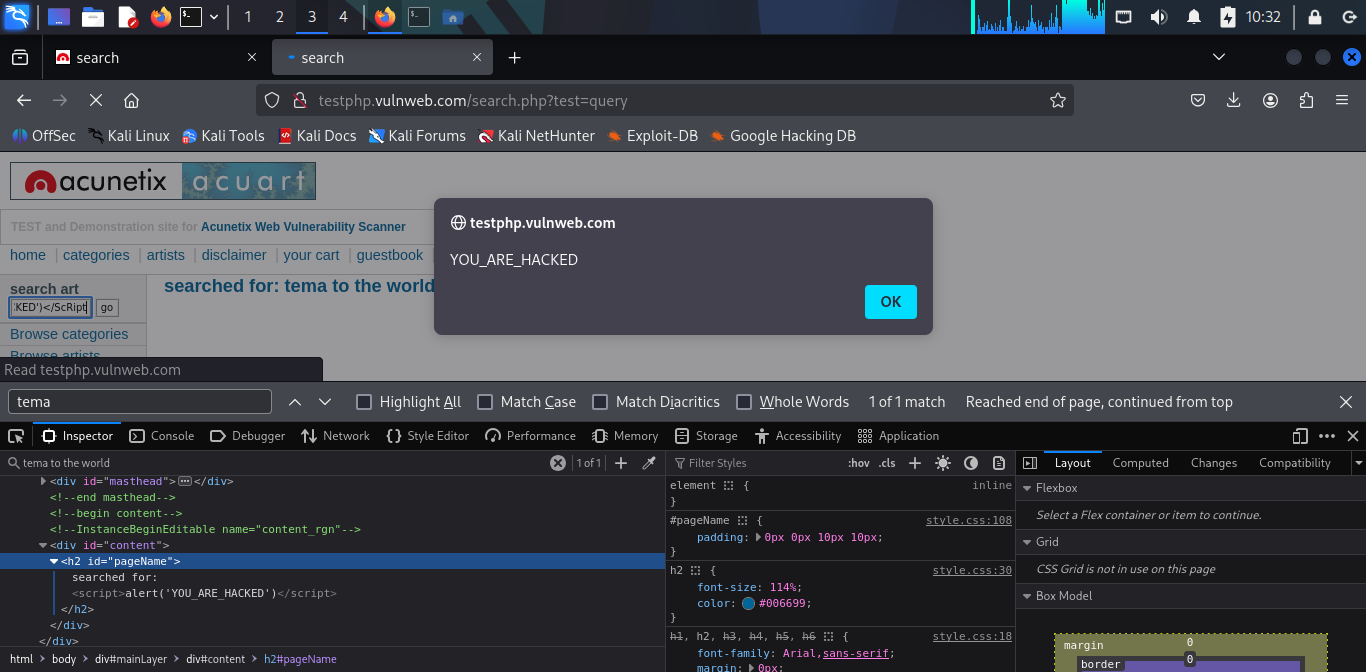 1 2 3 4 10:32
search search
testphp.vulnweb.com/search.php?test=query
OffSec Kali Linux Kali Tools Kali Docs Kali Forums Kali NetHunter Exploit-DB Google Hacking DB
acunetix acuart
TEST and Demonstration site for Acunetix Web Vulnerability Scanner
home categories artists disclaimer your cart guestbook
search art
KED')</ScRipt go
Browse categories
Browse artists
searched for: tema to the world
testphp.vulnweb.com
YOU_ARE_HACKED
OK
Read testphp.vulnweb.com
tema Highlight All Match Case Match Diacritics Whole Words 1 of 1 match Reached end of page, continued from top
Inspector Console Debugger Network Style Editor Performance Memory Storage Accessibility Application
tema to the world 1 of 1
<div id="masthead"> </div>
<!--end masthead-->
<!--begin content-->
<!--InstanceBeginEditable name="content_rgn"-->
<div id="content">
<h2 id="pageName">
searched for:
<script>alert('YOU_ARE_HACKED')</script>
</h2>
</div>
</div>
html body div#mainLayer div#content h2#pageName
Filter Styles :hov .cls
element { inline
}
#pageName { style.css:108
padding: 0px 0px 10px 10px;
}
h2 { style.css:30
font-size: 114%;
color: #006699;
}
h1, h2, h3, h4, h5, h6 { style.css:18
font-family: Arial,sans-serif;
margin: 0px;
Layout Computed Changes Compatibility
Flexbox
Select a Flex container or item to continue.
Grid
CSS Grid is not in use on this page
Box Model
margin 0
border 0